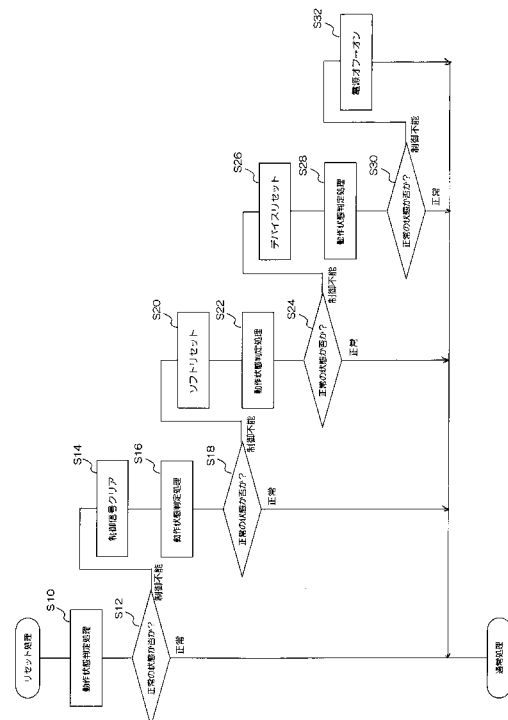 リセット処理
S10
動作状態判定処理
S12
正常の状態か否か?
制御不能
正常
S14
制御信号クリア
S16
動作状態判定処理
S18
正常の状態か否か?
制御不能
正常
S20
ソフトリセット
S22
動作状態判定処理
S24
正常の状態か否か?
制御不能
正常
S26
デバイスリセット
S28
動作状態判定処理
S30
正常の状態か否か?
制御不能
正常
S32
電源オフーオン
通常処理